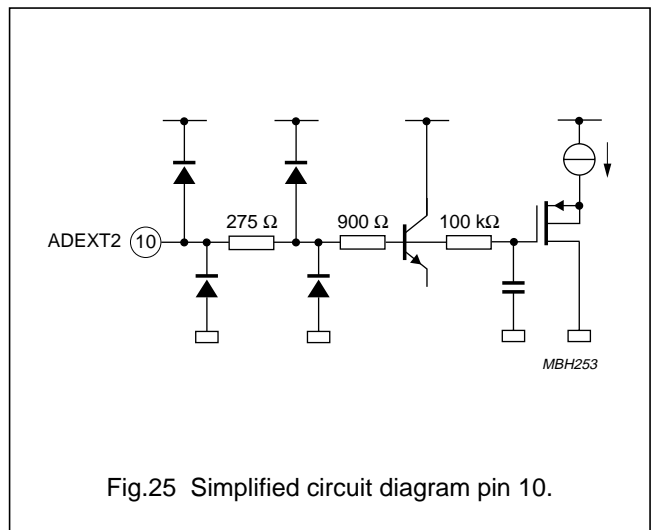 275 Ω 900 Ω 100 kΩ
ADEXT2 10
MBH253
Fig.25 Simplified circuit diagram pin 10.